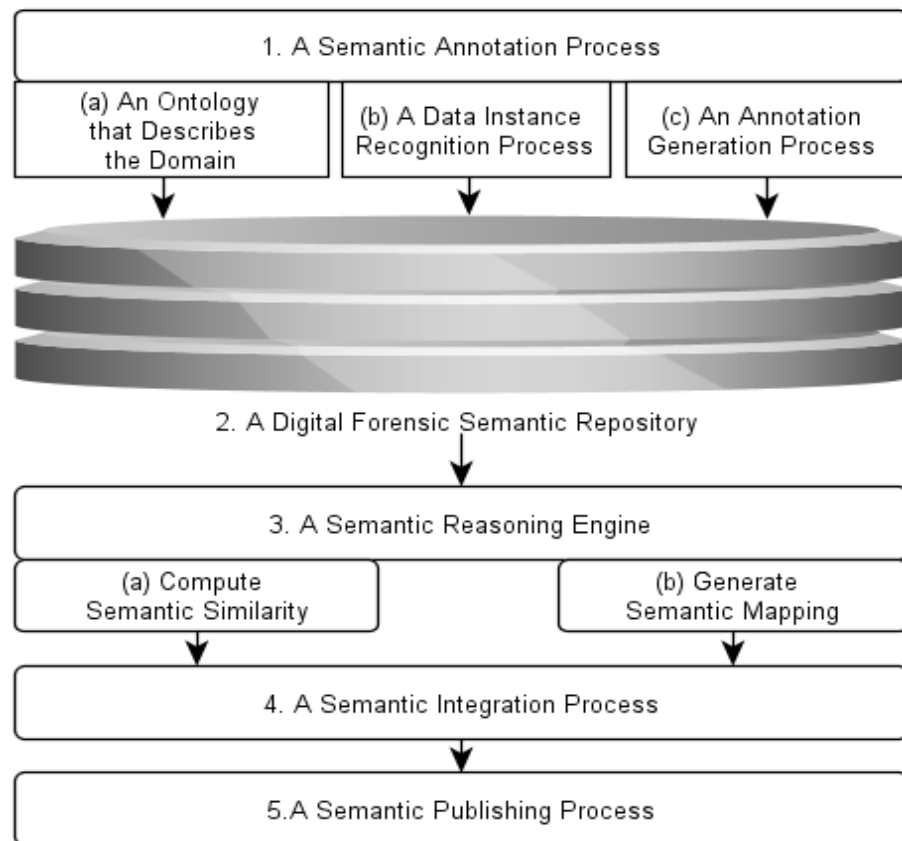 1. A Semantic Annotation Process
(a) An Ontology
that Describes
the Domain
(b) A Data Instance
Recognition Process
(c) An Annotation
Generation Process
2. A Digital Forensic Semantic Repository
3. A Semantic Reasoning Engine
(a) Compute
Semantic Similarity
(b) Generate
Semantic Mapping
4. A Semantic Integration Process
5.A Semantic Publishing Process